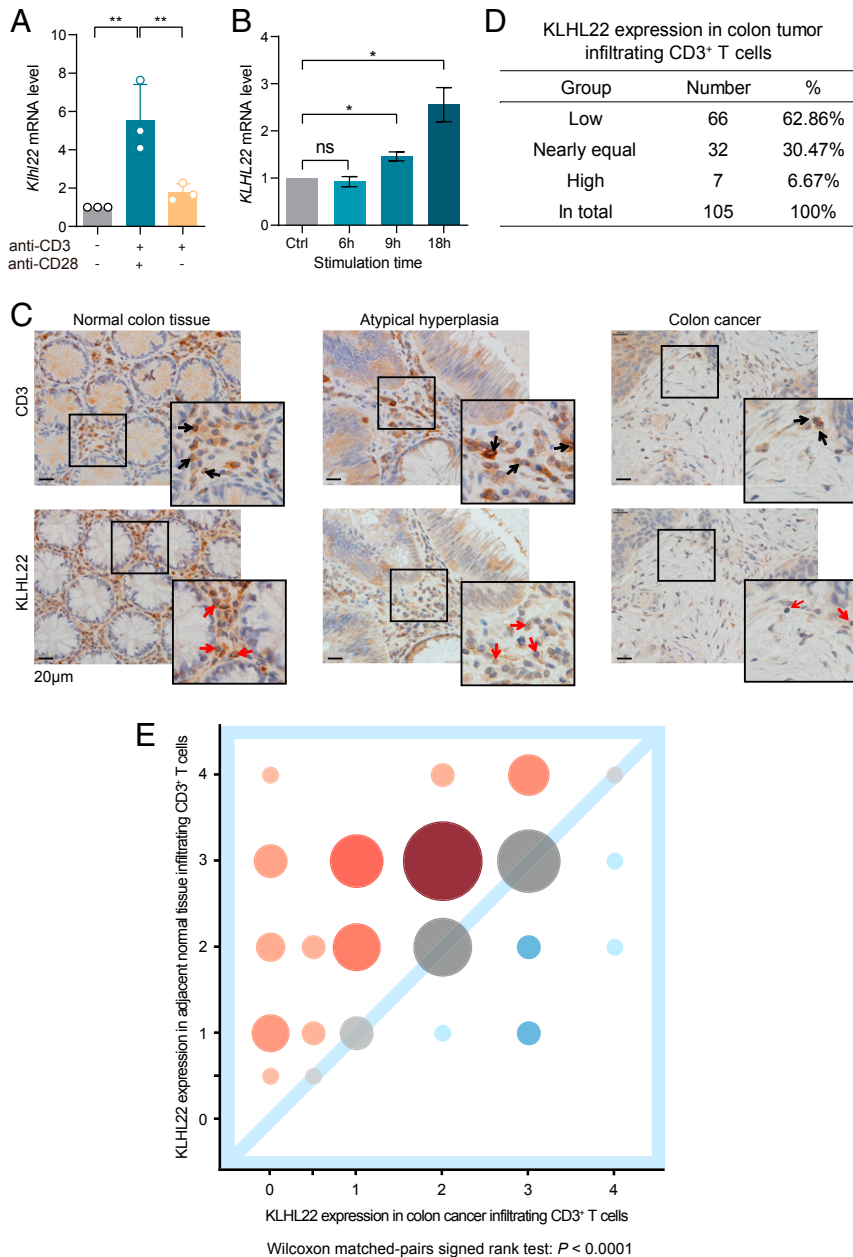 A
**
**
Klhl22 mRNA level
10
8
6
4
2
0
anti-CD3 - + +
anti-CD28 - + -
B
*
*
ns
KLHL22 mRNA level
4
3
2
1
0
Ctrl 6h 9h 18h
Stimulation time
D
KLHL22 expression in colon tumor
infiltrating CD3+ T cells
Group Number %
Low 66 62.86%
Nearly equal 32 30.47%
High 7 6.67%
In total 105 100%
C
Normal colon tissue Atypical hyperplasia Colon cancer
CD3
KLHL22
20μm
E
KLHL22 expression in adjacent normal tissue infiltrating CD3+ T cells
4
3
2
1
0
0 1 2 3 4
KLHL22 expression in colon cancer infiltrating CD3+ T cells
Wilcoxon matched-pairs signed rank test: P < 0.0001